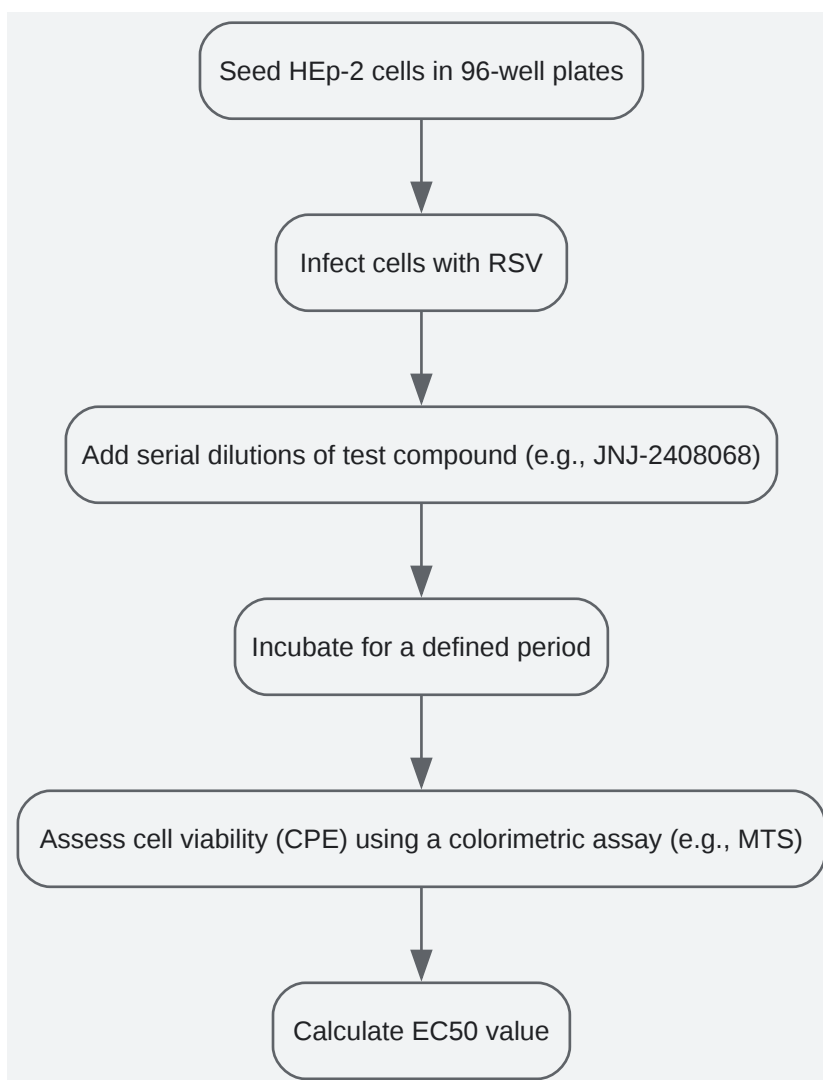 Seed HEp-2 cells in 96-well plates
Infect cells with RSV
Add serial dilutions of test compound (e.g., JNJ-2408068)
Incubate for a defined period
Assess cell viability (CPE) using a colorimetric assay (e.g., MTS)
Calculate EC50 value